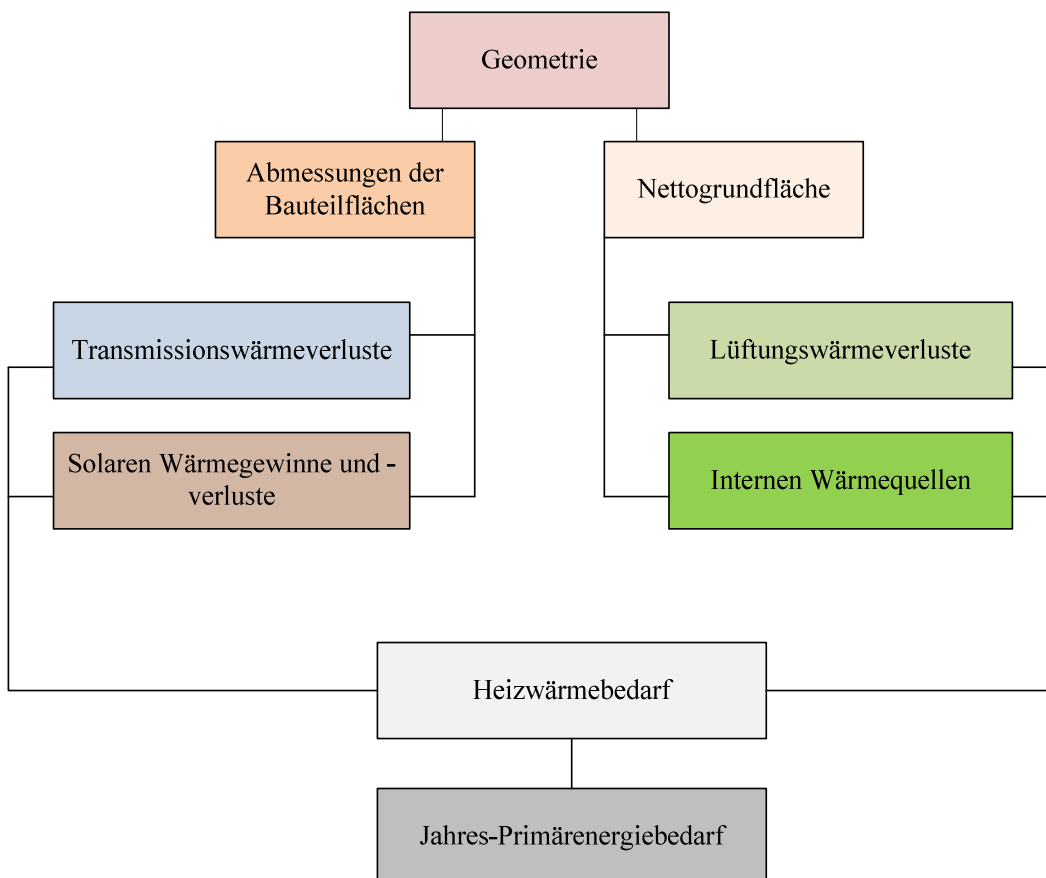 Geometrie
Abmessungen der
Bauteilflächen
Nettogrundfläche
Transmissionswärmeverluste
Lüftungswärmeverluste
Solaren Wärmegewinne und -
verluste
Internen Wärmequellen
Heizwärmebedarf
Jahres-Primärenergiebedarf